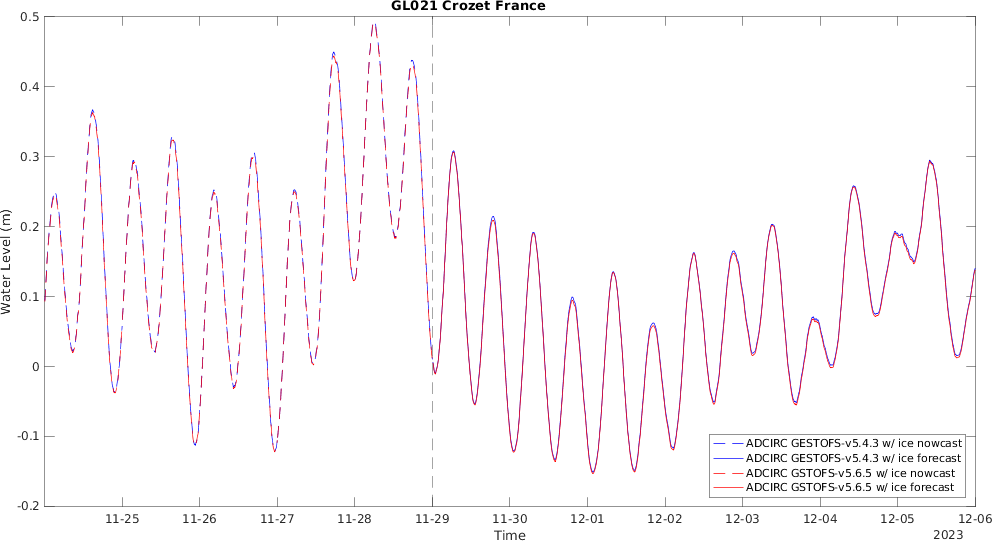 GL021 Crozet France
0.5
0.4
0.3
0.2
0.1
0
-0.1
-0.2
Water Level (m)
ADCIRC GESTOFS-v5.4.3 w/ ice nowcast
ADCIRC GESTOFS-v5.4.3 w/ ice forecast
ADCIRC GSTOFS-v5.6.5 w/ ice nowcast
ADCIRC GSTOFS-v5.6.5 w/ ice forecast
11-25 11-26 11-27 11-28 11-29 11-30 12-01 12-02 12-03 12-04 12-05 12-06
Time
2023